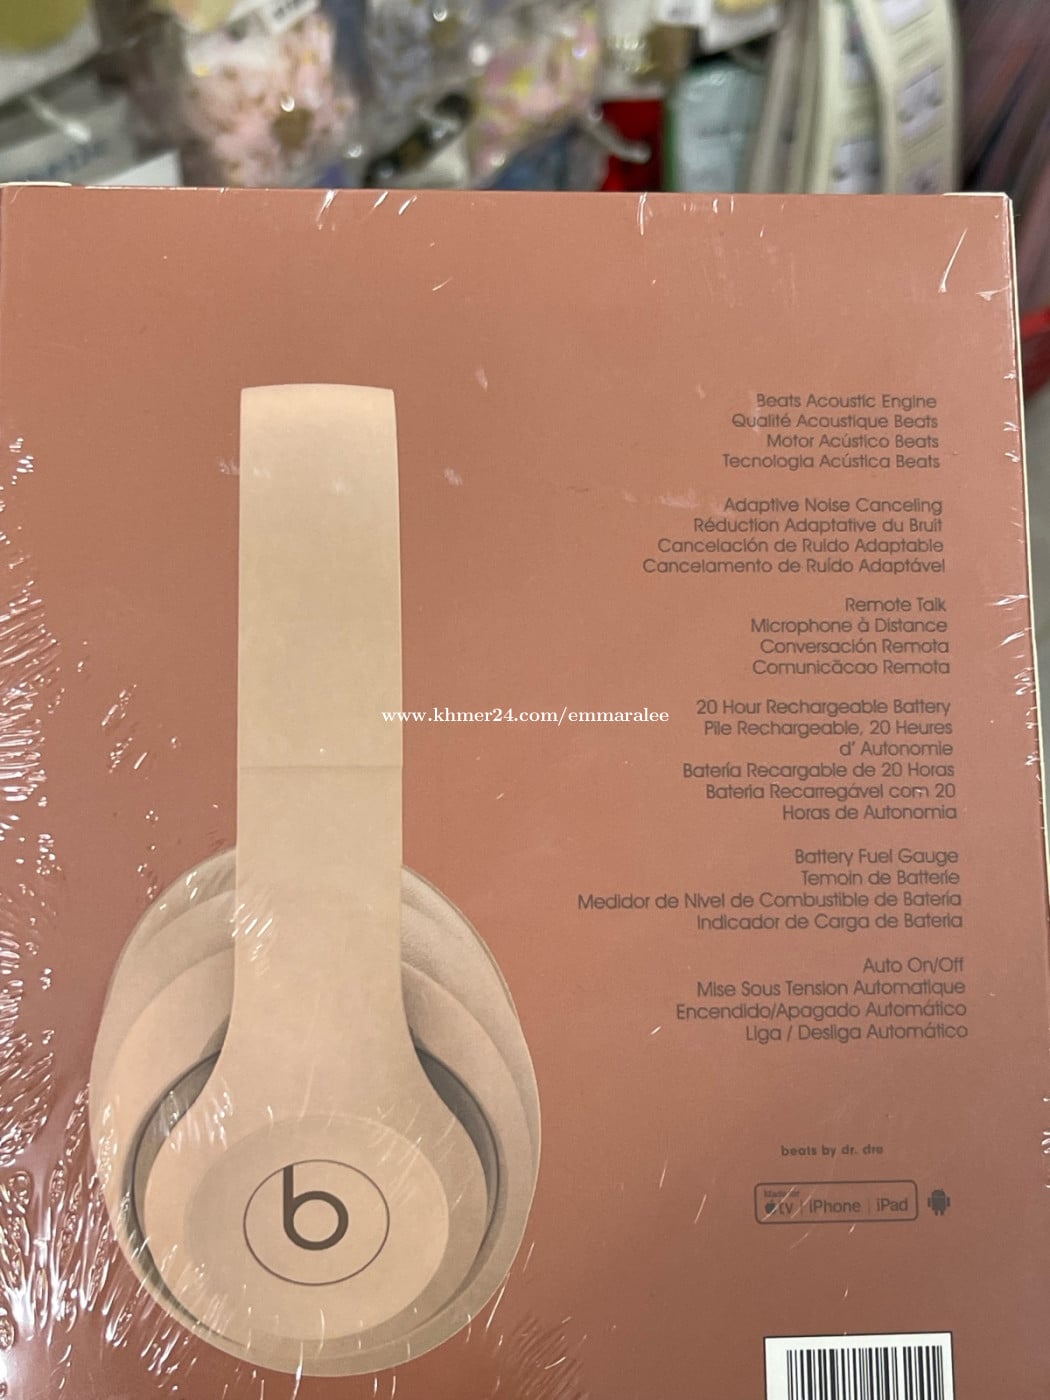 Beats Acoustic Engine
Qualité Acoustique Beats
Motor Acústico Beats
Tecnologia Acústica Beats
Adaptive Noise Canceling
Réduction Adaptative du Bruit
Cancelación de Ruido Adaptable
Cancelamento de Ruído Adaptável
Remote Talk
Microphone à Distance
Conversación Remota
Comunicãcao Remota
www.khmer24.com/emmaralee
20 Hour Rechargeable Battery
Pile Rechargeable, 20 Heures
d' Autonomie
Batería Recargable de 20 Horas
Bateria Recarregável com 20
Horas de Autonomia
Battery Fuel Gauge
Temoin de Batterie
Medidor de Nivel de Combustible de Batería
Indicador de Carga de Bateria
Auto On/Off
Mise Sous Tension Automatique
Encendido/Apagado Automático
Liga / Desliga Automático
beats by dr. dre
Made for
tv | iPhone | iPad
b